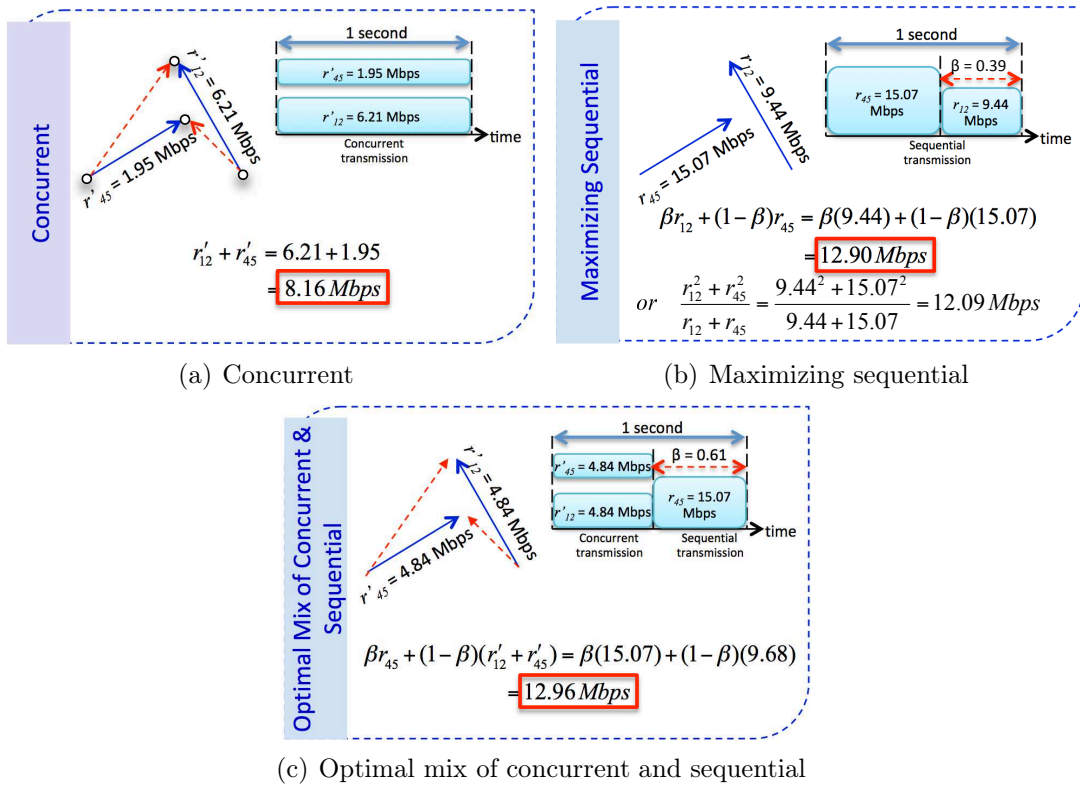 Concurrent
1 second
r'45 = 1.95 Mbps
r'12 = 6.21 Mbps
time
Concurrent
transmission
r'12 = 6.21 Mbps
r'45 = 1.95 Mbps
r'12 + r'45 = 6.21 + 1.95
= 8.16 Mbps
(a) Concurrent
Maximizing Sequential
1 second
β = 0.39
r45 = 15.07
Mbps
r12 = 9.44
Mbps
time
Sequential
transmission
r12 = 9.44 Mbps
r45 = 15.07 Mbps
βr12 + (1 − β)r45 = β(9.44) + (1 − β)(15.07)
= 12.90 Mbps
or (r12² + r45²) / (r12 + r45) = (9.44² + 15.07²) / (9.44 + 15.07) = 12.09 Mbps
(b) Maximizing sequential
Optimal Mix of Concurrent &
Sequential
1 second
β = 0.61
r'45 = 4.84 Mbps
r'12 = 4.84 Mbps
r45 = 15.07
Mbps
time
Concurrent
transmission
Sequential
transmission
r'12 = 4.84 Mbps
r'45 = 4.84 Mbps
βr45 + (1 − β)(r'12 + r'45) = β(15.07) + (1 − β)(9.68)
= 12.96 Mbps
(c) Optimal mix of concurrent and sequential